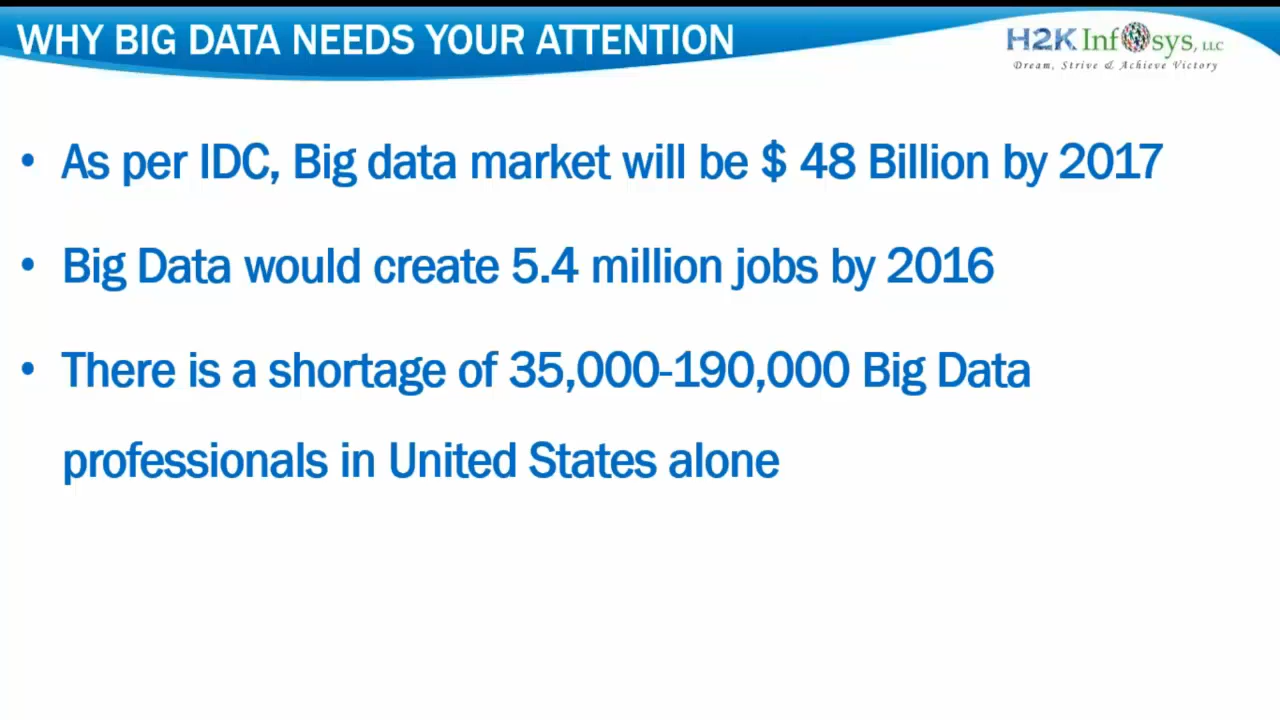 WHY BIG DATA NEEDS YOUR ATTENTION
H2K Infosys, LLC
Dream, Strive & Achieve Victory
• As per IDC, Big data market will be $ 48 Billion by 2017
• Big Data would create 5.4 million jobs by 2016
• There is a shortage of 35,000-190,000 Big Data
professionals in United States alone